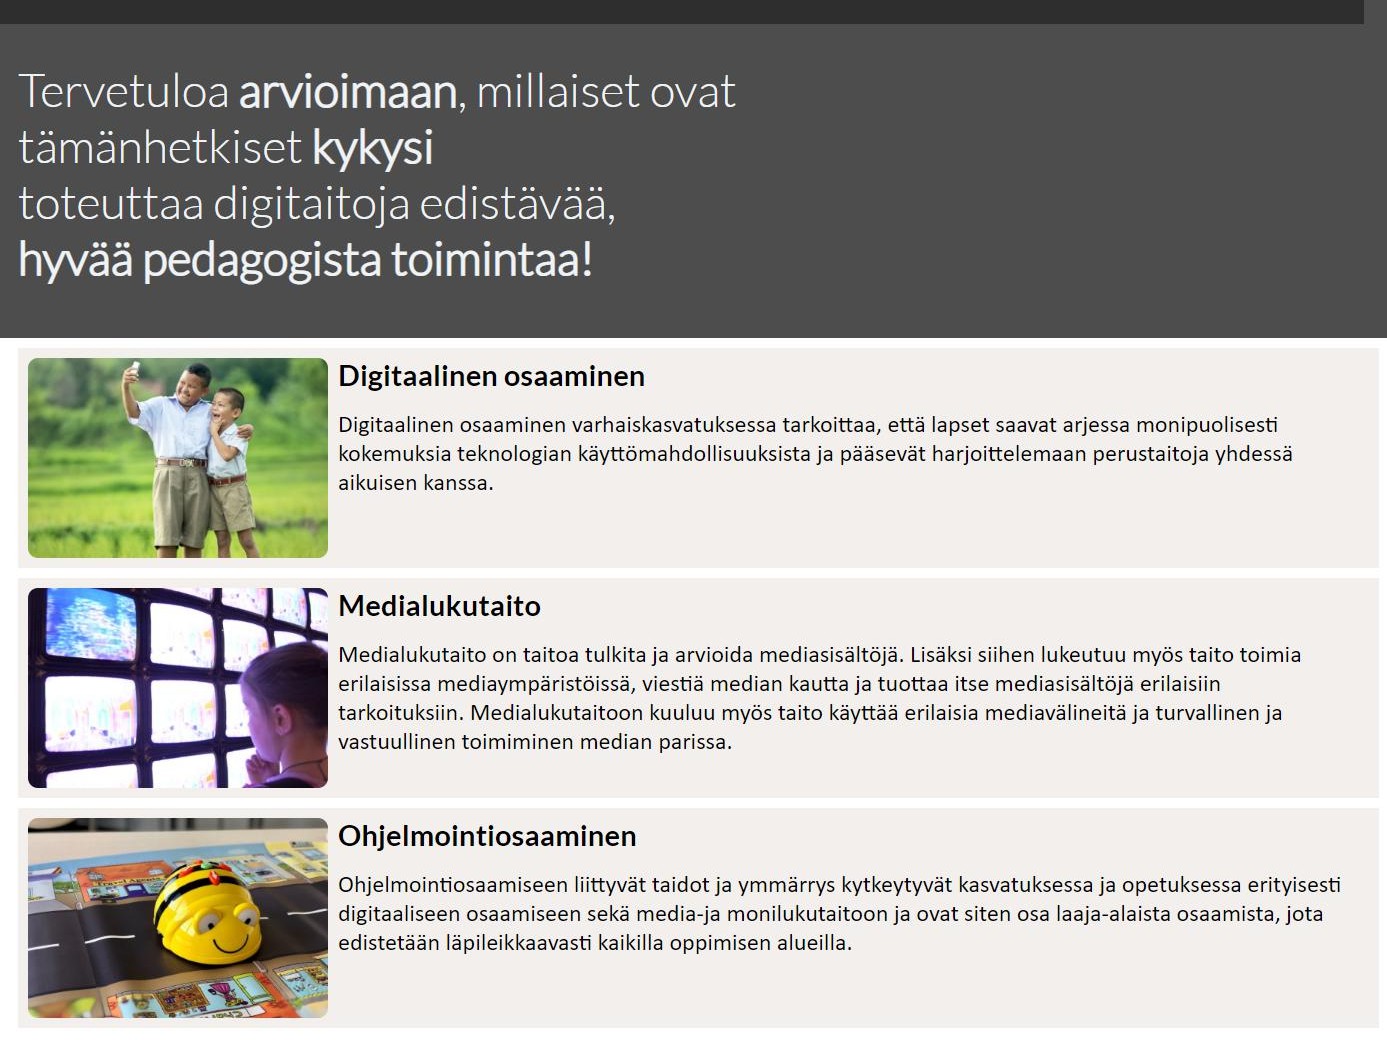 Tervetuloa arvioimaan, millaiset ovat
tämänhetkiset kykysi
toteuttaa digitaitoja edistävää,
hyvää pedagogista toimintaa!
Digitaalinen osaaminen
Digitaalinen osaaminen varhaiskasvatuksessa tarkoittaa, että lapset saavat arjessa monipuolisesti
kokemuksia teknologian käyttömahdollisuuksista ja pääsevät harjoittelemaan perustaitoja yhdessä
aikuisen kanssa.
Medialukutaito
Medialukutaito on taitoa tulkita ja arvioida mediasisältöjä. Lisäksi siihen lukeutuu myös taito toimia
erilaisissa mediaympäristöissä, viestiä median kautta ja tuottaa itse mediasisältöjä erilaisiin
tarkoituksiin. Medialukutaitoon kuuluu myös taito käyttää erilaisia mediavälineitä ja turvallinen ja
vastuullinen toimiminen median parissa.
Ohjelmointiosaaminen
Ohjelmointiosaamiseen liittyvät taidot ja ymmärrys kytkeytyvät kasvatuksessa ja opetuksessa erityisesti
digitaaliseen osaamiseen sekä media-ja monilukutaitoon ja ovat siten osa laaja-alaista osaamista, jota
edistetään läpileikkaavasti kaikilla oppimisen alueilla.